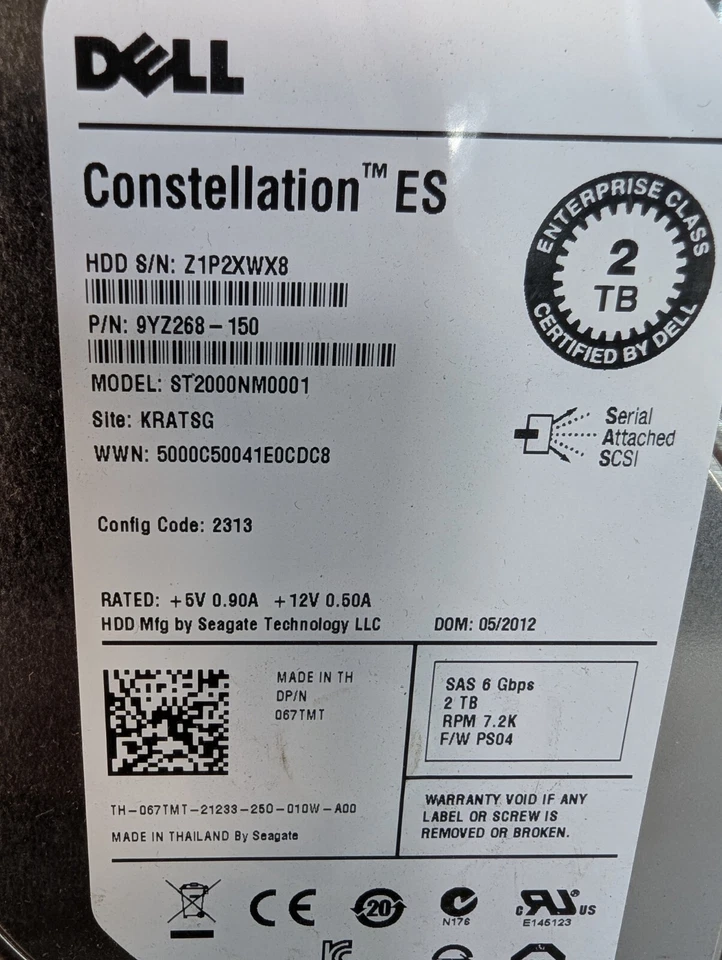 DELL
Constellation™ ES
ENTERPRISE CLASS
2
TB
CERTIFIED BY DELL
HDD S/N: Z1P2XWX8
P/N: 9YZ268-150
MODEL: ST2000NM0001
Site: KRATSG
WWN: 5000C50041E0CDC8
Serial
Attached
SCSI
Config Code: 2313
RATED: +5V 0.90A +12V 0.50A
HDD Mfg by Seagate Technology LLC
DOM: 05/2012
MADE IN TH
DP/N
067TMT
SAS 6 Gbps
2 TB
RPM 7.2K
F/W PS04
TH-067TMT-21233-250-010W-A00
MADE IN THAILAND By Seagate
WARRANTY VOID IF ANY
LABEL OR SCREW IS
REMOVED OR BROKEN.
CE
20
N176
c RU ® US
E145123